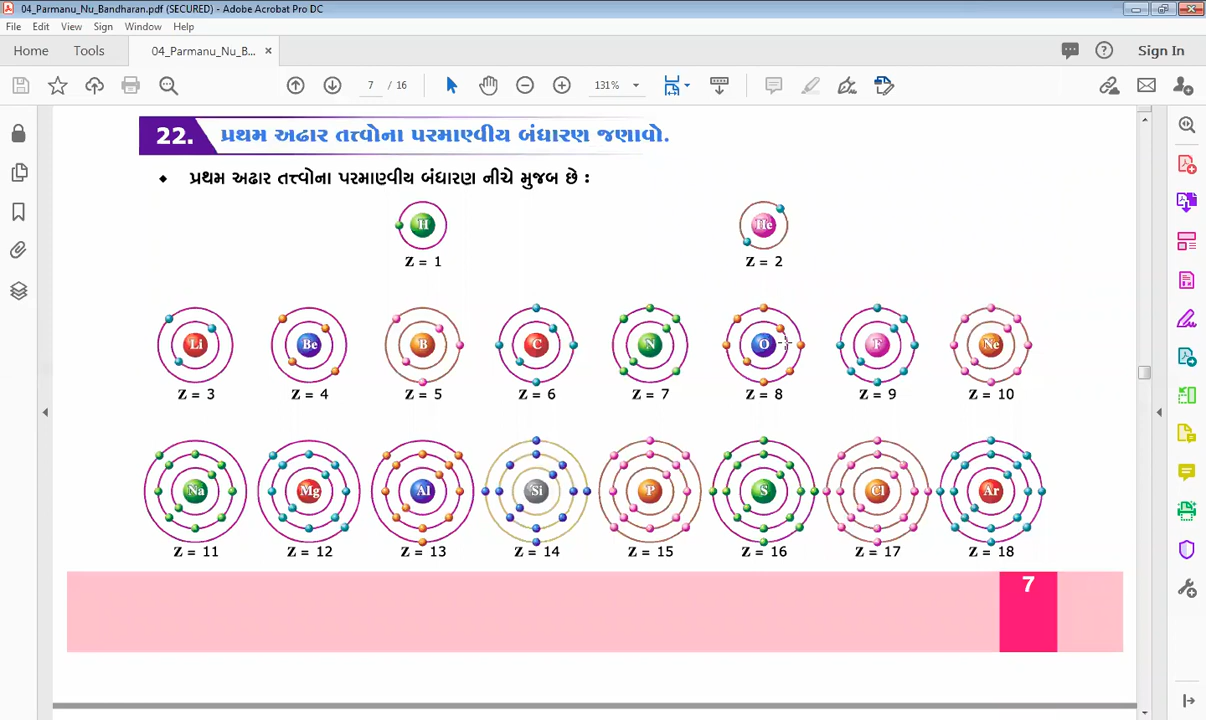 04_Parmanu_Nu_Bandharan.pdf (SECURED) - Adobe Acrobat Pro DC
File Edit View Sign Window Help
Home Tools 04_Parmanu_Nu_B... × Sign In
7 / 16 131%
22. પ્રથમ અઢાર તત્ત્વોના પરમાણ્વીય બંધારણ જણાવો.
◆ પ્રથમ અઢાર તત્ત્વોના પરમાણ્વીય બંધારણ નીચે મુજબ છે :
H He
Z = 1 Z = 2
Li Be B C N O F Ne
Z = 3 Z = 4 Z = 5 Z = 6 Z = 7 Z = 8 Z = 9 Z = 10
Na Mg Al Si P S Cl Ar
Z = 11 Z = 12 Z = 13 Z = 14 Z = 15 Z = 16 Z = 17 Z = 18
7